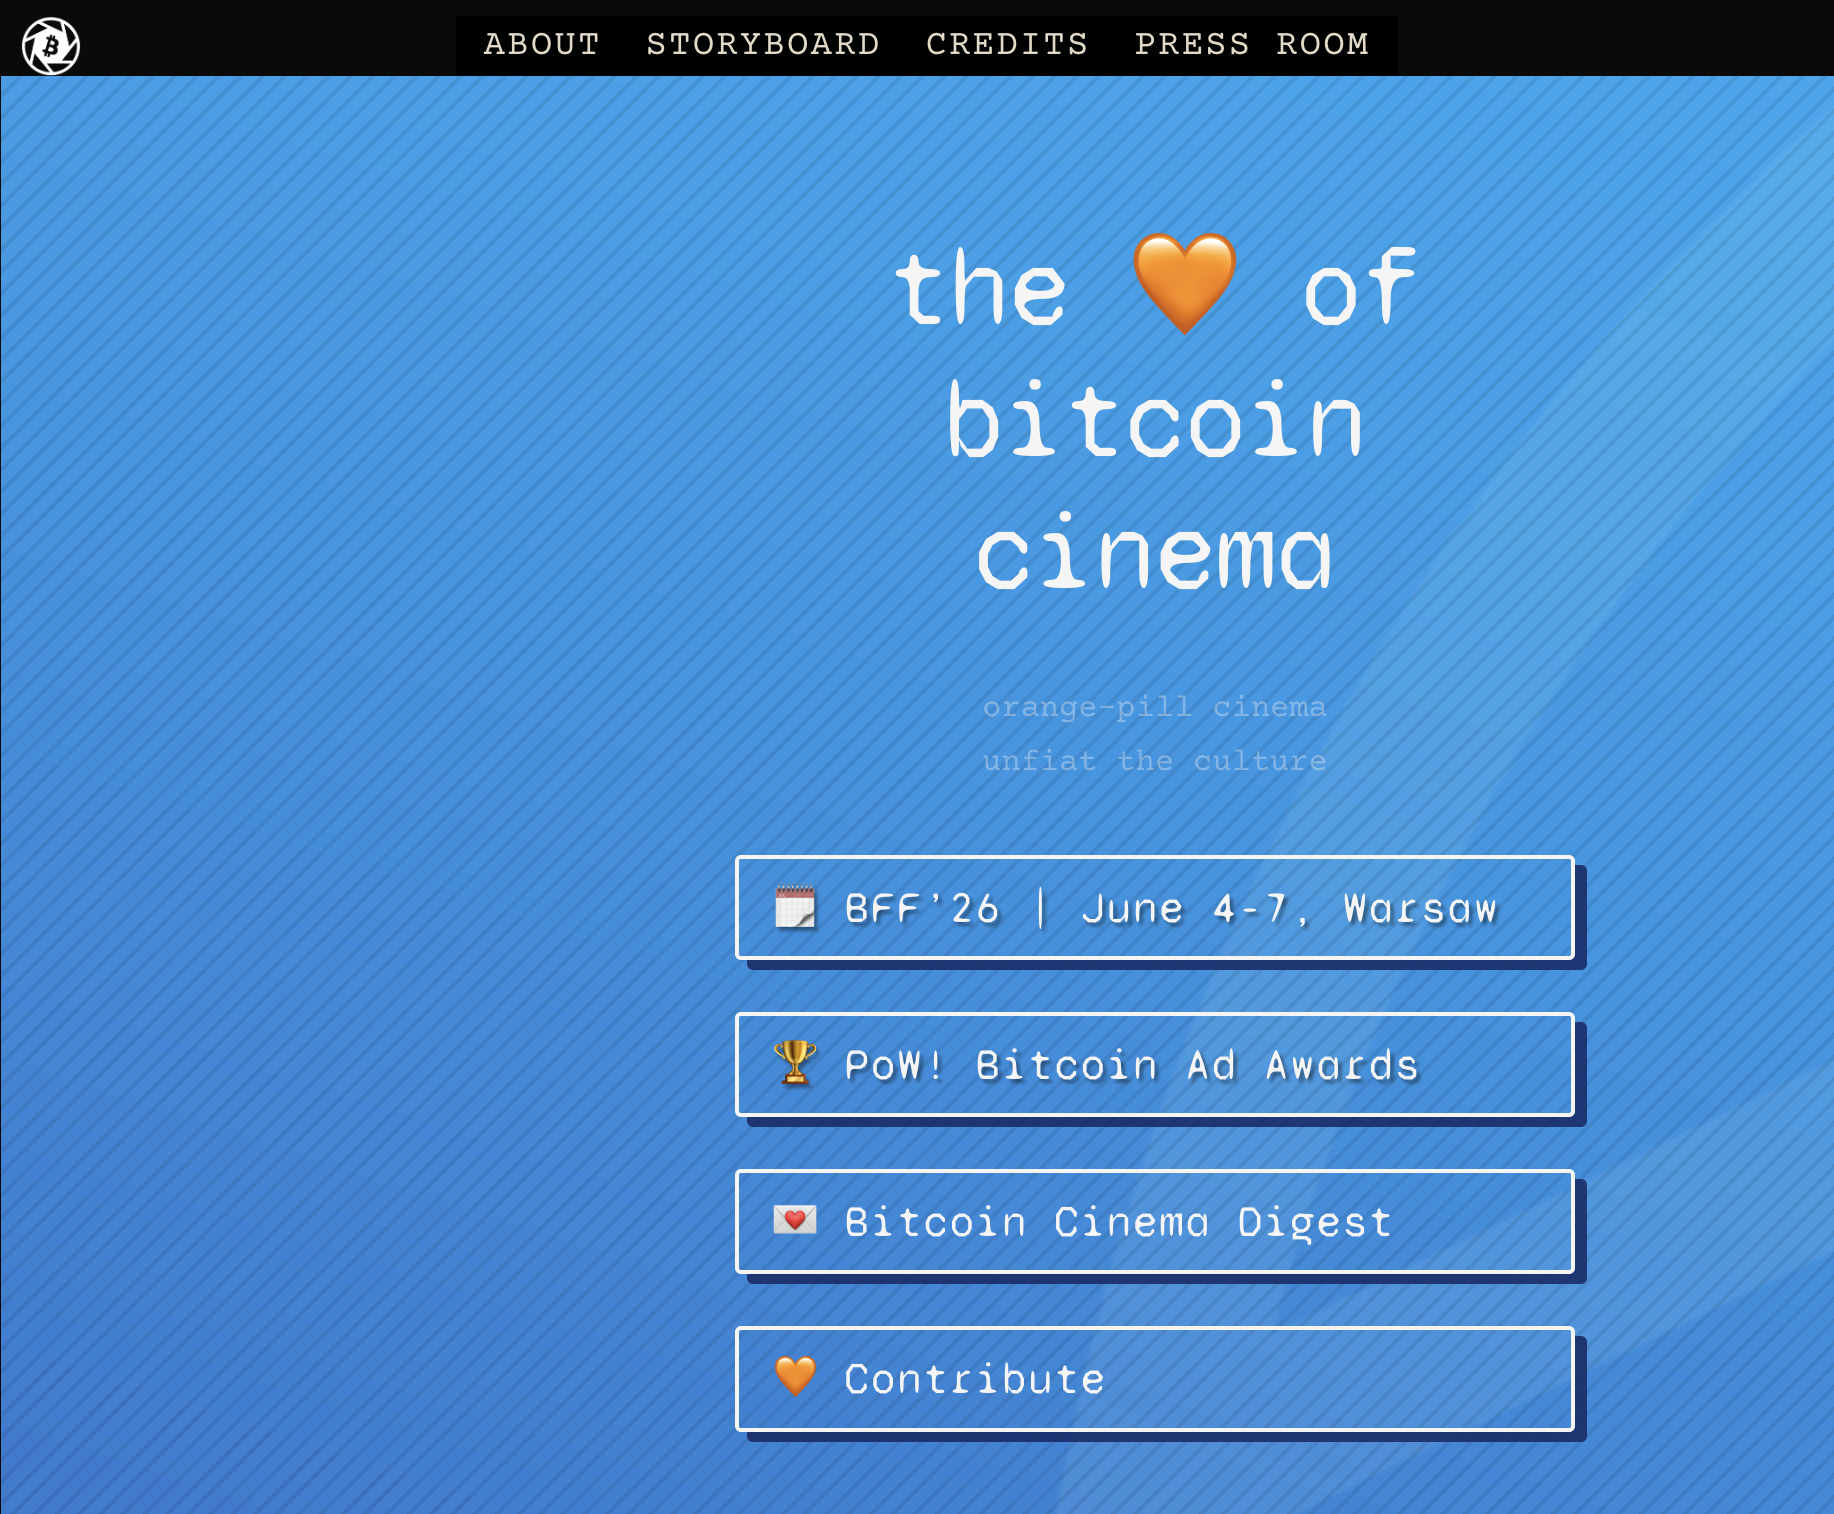 ABOUT STORYBOARD CREDITS PRESS ROOM
the 🧡 of
bitcoin
cinema
orange-pill cinema
unfiat the culture
BFF'26 | June 4-7, Warsaw
PoW! Bitcoin Ad Awards
Bitcoin Cinema Digest
Contribute